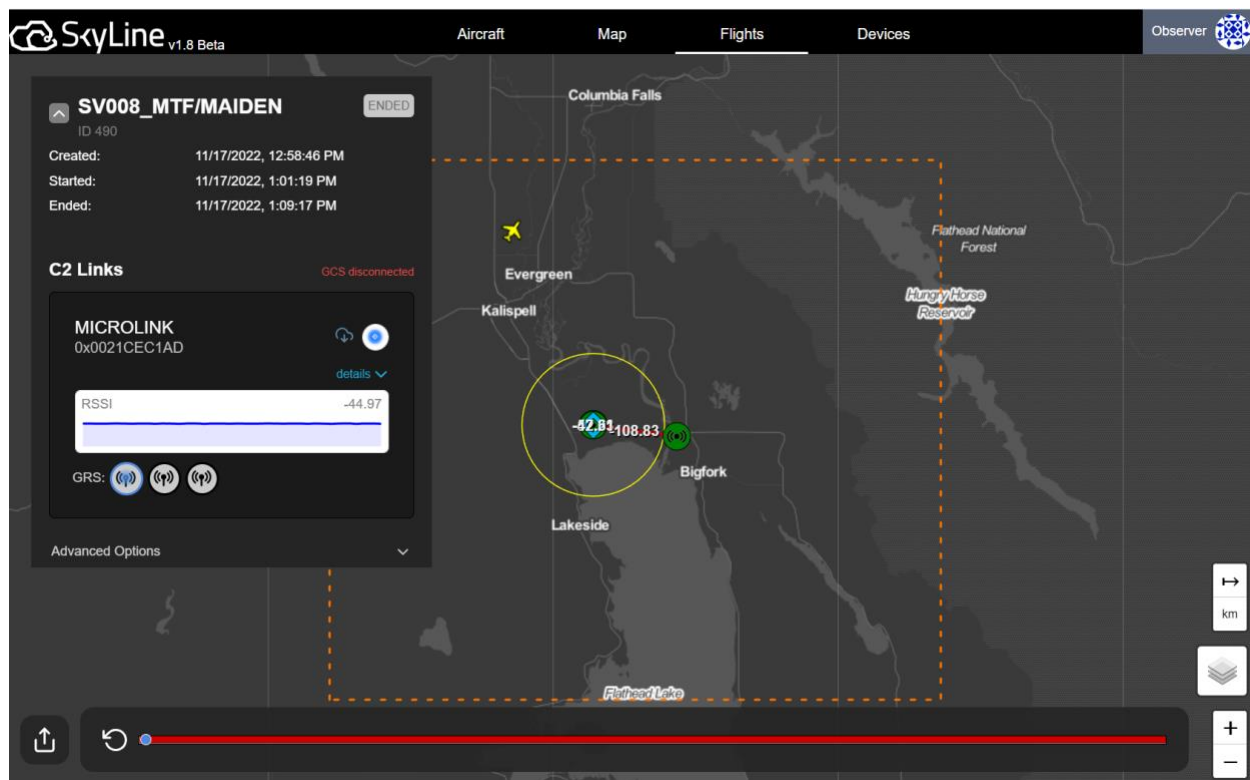 SkyLine v1.8 Beta
Aircraft
Map
Flights
Devices
Observer
SV008_MTF/MAIDEN
ENDED
ID 490
Created: 11/17/2022, 12:58:46 PM
Started: 11/17/2022, 1:01:19 PM
Ended: 11/17/2022, 1:09:17 PM
C2 Links
GCS disconnected
MICROLINK
0x0021CEC1AD
details
RSSI
-44.97
GRS:
Advanced Options
Columbia Falls
Evergreen
Kalispell
Flathead National
Forest
Hungry Horse
Reservoir
-108.83
Bigfork
Lakeside
Flathead Lake
km
+
−